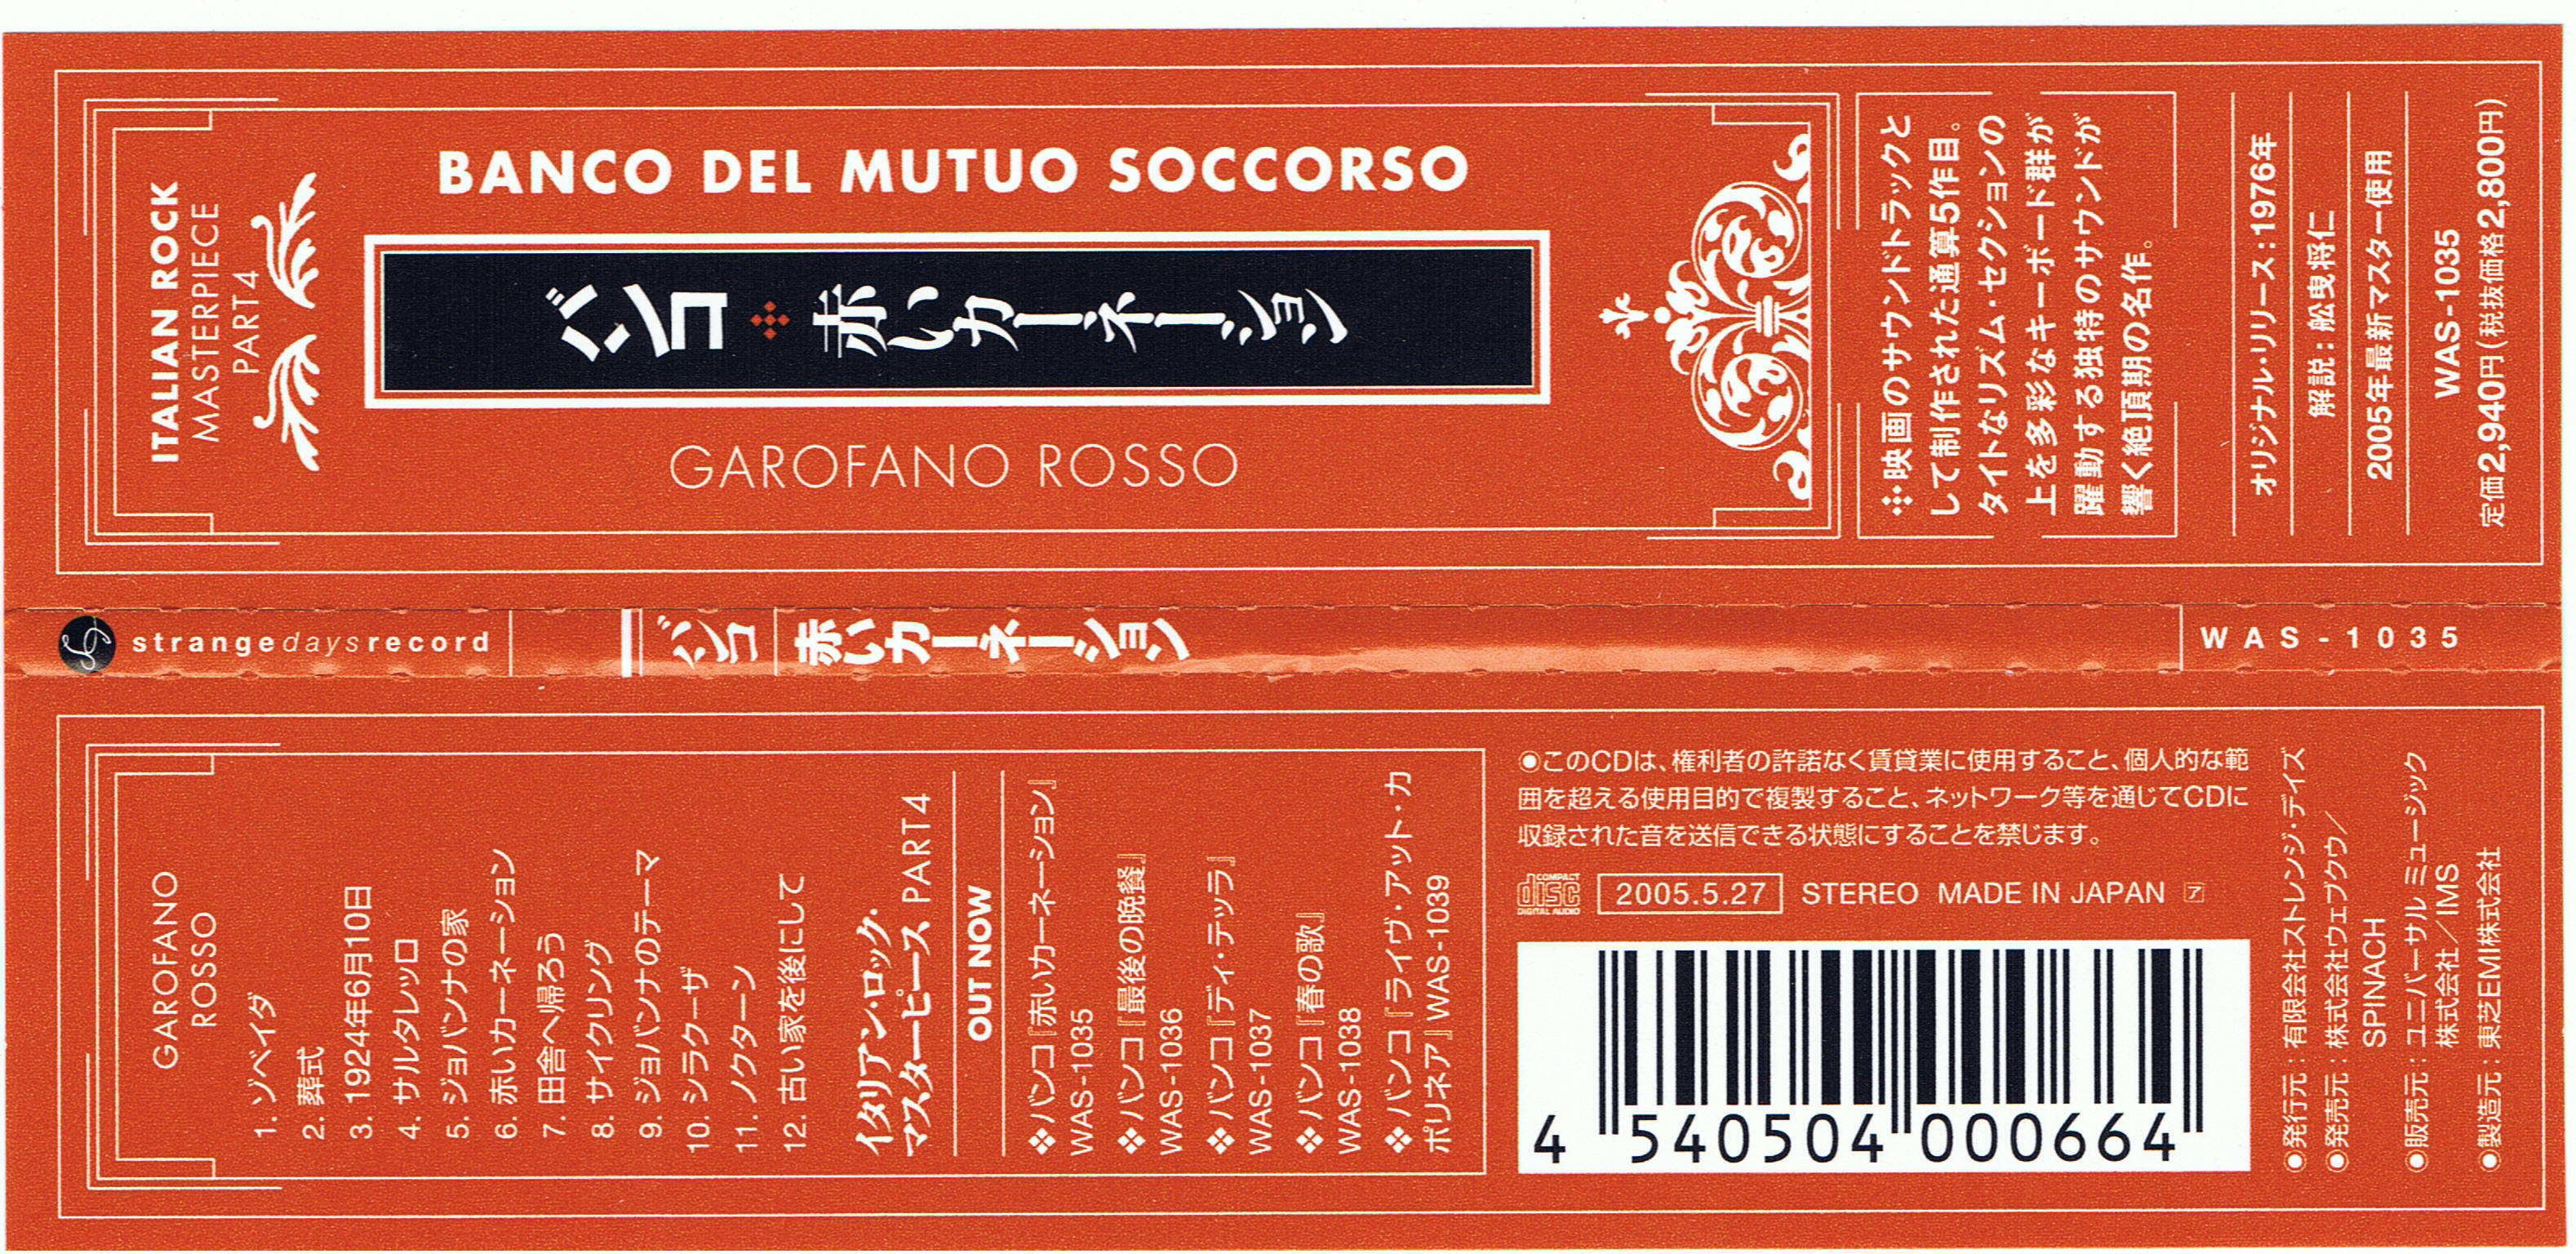 ITALIAN ROCK
MASTERPIECE
PART4
BANCO DEL MUTUO SOCCORSO
バンコ
赤いカーネーション
GAROFANO ROSSO
映画のサウンドトラックと
して制作された通算5作目。
タイトなリズム・セクションの
上を多彩なキーボード群が
躍動する独特のサウンドが
響く絶頂期の名作。
オリジナル・リリース:1976年
解説:舩曳将仁
2005年最新マスター使用
WAS-1035
定価2,940円(税抜価格2,800円)
strangedaysrecord
バンコ
赤いカーネーション
WAS-1035
GAROFANO
ROSSO
1. ゾベイダ
2. 葬式
3. 1924年6月10日
4. サルタレッロ
5. ジョバンナの家
6. 赤いカーネーション
7. 田舎へ帰ろう
8. サイクリング
9. ジョバンナのテーマ
10. シラクーザ
11. ノクターン
12. 古い家を後にして
イタリアン・ロック・
マスターピース PART4
OUT NOW
❖バンコ『赤いカーネーション』
WAS-1035
❖バンコ『最後の晩餐』
WAS-1036
❖バンコ『ディ・テッラ』
WAS-1037
❖バンコ『春の歌』
WAS-1038
❖バンコ『ライヴ・アット・カ
ポリネア』WAS-1039
◉このCDは、権利者の許諾なく賃貸業に使用すること、個人的な範
囲を超える使用目的で複製すること、ネットワーク等を通じてCDに
収録された音を送信できる状態にすることを禁じます。
COMPACT
disc
DIGITAL AUDIO
2005.5.27
STEREO MADE IN JAPAN ア
4 540504 000664
◉発行元:有限会社ストレンジ・デイズ
◉発売元:株式会社ウェブクウ/
SPINACH
◉販売元:ユニバーサル ミュージック
株式会社/IMS
◉製造元:東芝EMI株式会社